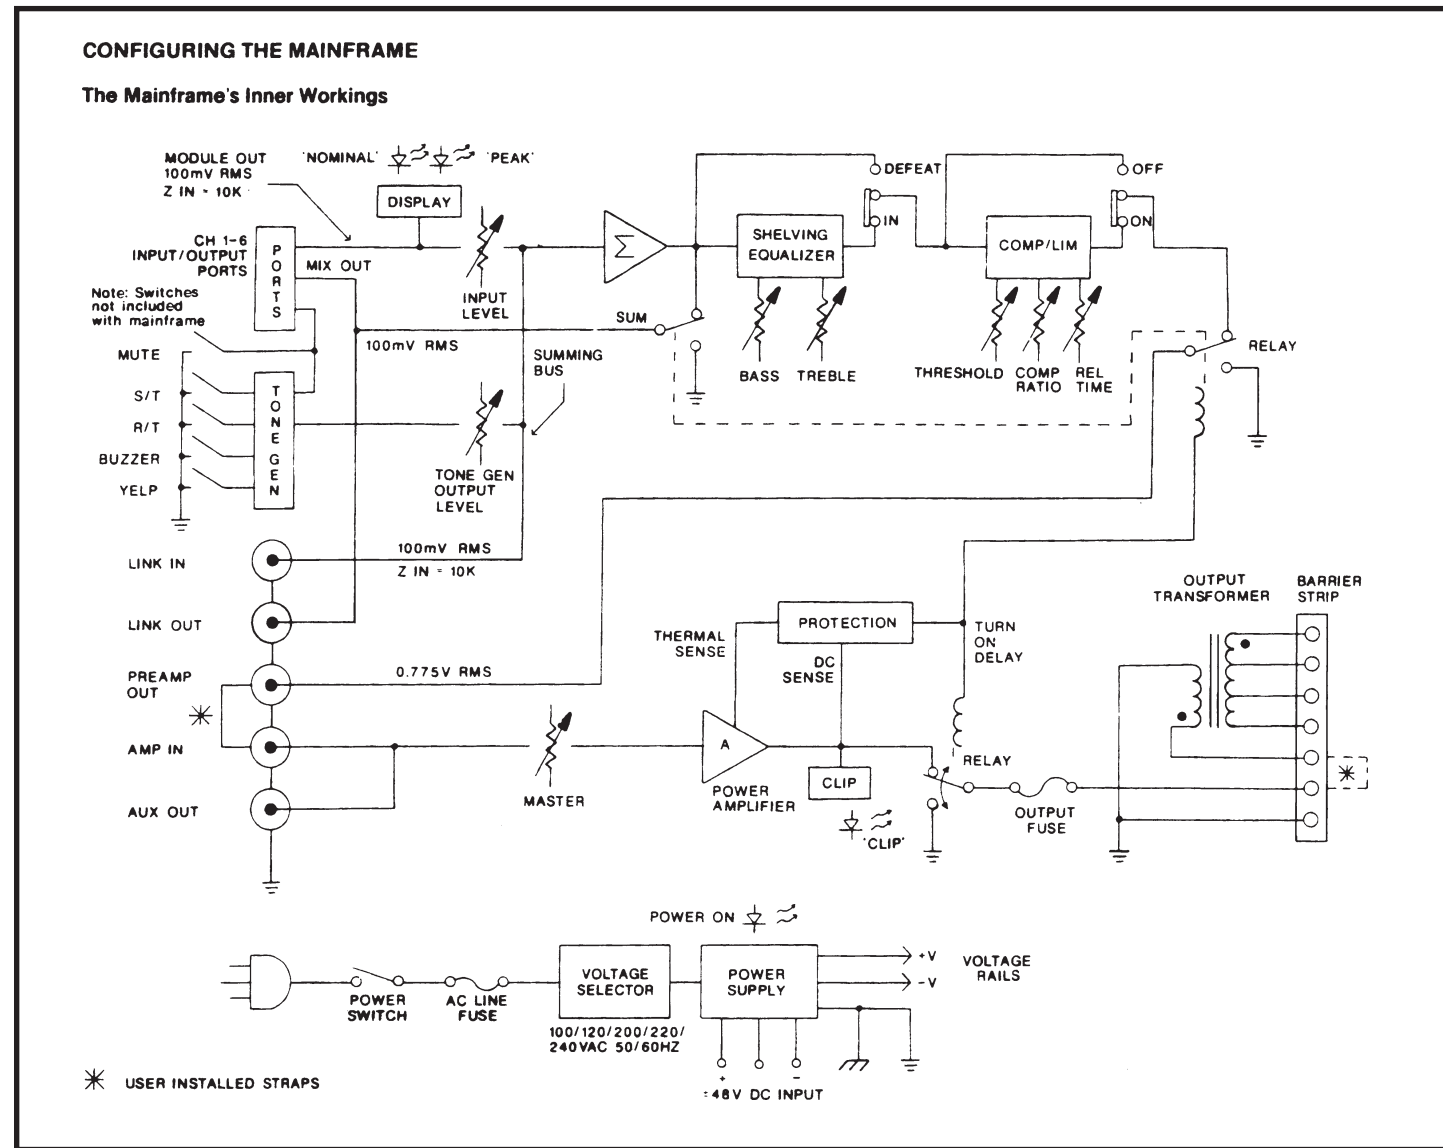 CONFIGURING THE MAINFRAME
The Mainframe's Inner Workings
MODULE OUT
100mV RMS
Z IN = 10K
'NOMINAL'
'PEAK'
DISPLAY
CH 1-6
INPUT/OUTPUT
PORTS
PORTS
MIX OUT
INPUT
LEVEL
Σ
SHELVING
EQUALIZER
DEFEAT
IN
COMP/LIM
OFF
ON
Note: Switches
not included
with mainframe
SUM
100mV RMS
SUMMING
BUS
BASS
TREBLE
THRESHOLD
COMP
RATIO
REL
TIME
RELAY
MUTE
S/T
R/T
BUZZER
YELP
TONE GEN
TONE GEN
OUTPUT
LEVEL
LINK IN
100mV RMS
Z IN = 10K
LINK OUT
PREAMP
OUT
0.775V RMS
AMP IN
AUX OUT
MASTER
THERMAL
SENSE
PROTECTION
DC
SENSE
TURN
ON
DELAY
A
POWER
AMPLIFIER
CLIP
'CLIP'
RELAY
OUTPUT
FUSE
OUTPUT
TRANSFORMER
BARRIER
STRIP
POWER ON
POWER
SWITCH
AC LINE
FUSE
VOLTAGE
SELECTOR
100/120/200/220/
240VAC 50/60HZ
POWER
SUPPLY
+V
-V
VOLTAGE
RAILS
+ -
=48V DC INPUT
✳ USER INSTALLED STRAPS